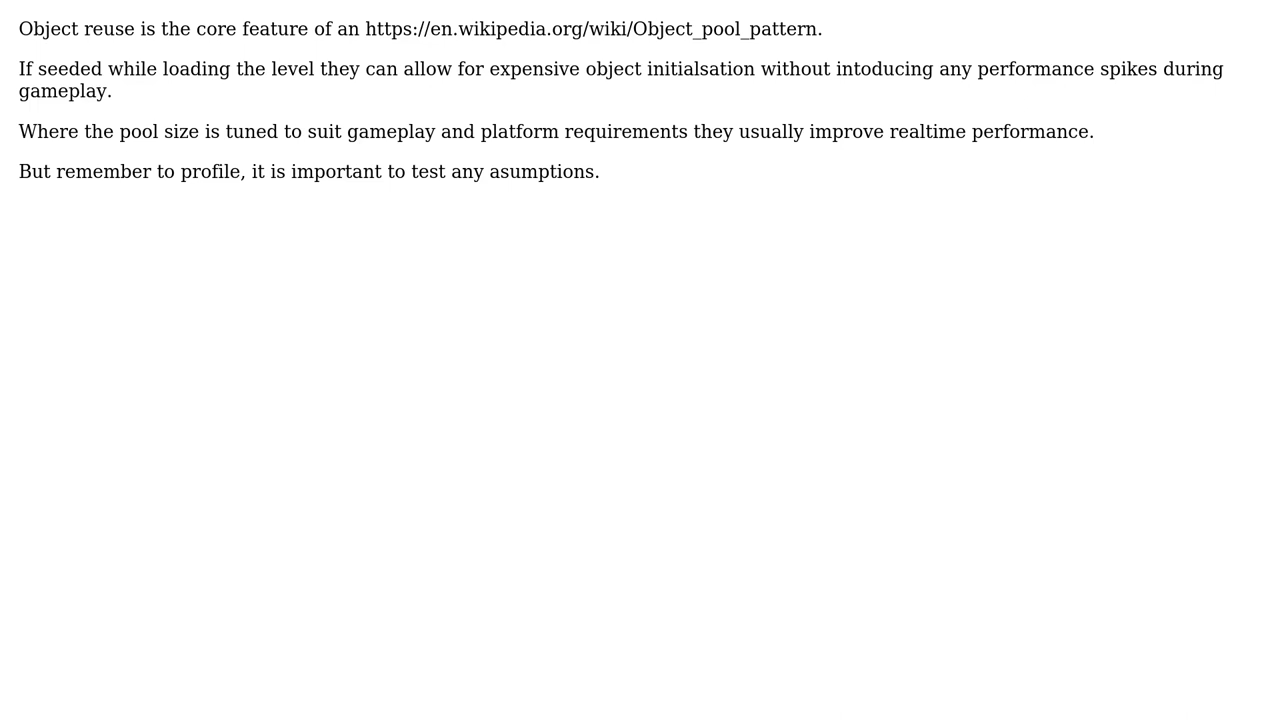 Object reuse is the core feature of an https://en.wikipedia.org/wiki/Object_pool_pattern.
If seeded while loading the level they can allow for expensive object initialsation without intoducing any performance spikes during
gameplay.
Where the pool size is tuned to suit gameplay and platform requirements they usually improve realtime performance.
But remember to profile, it is important to test any asumptions.